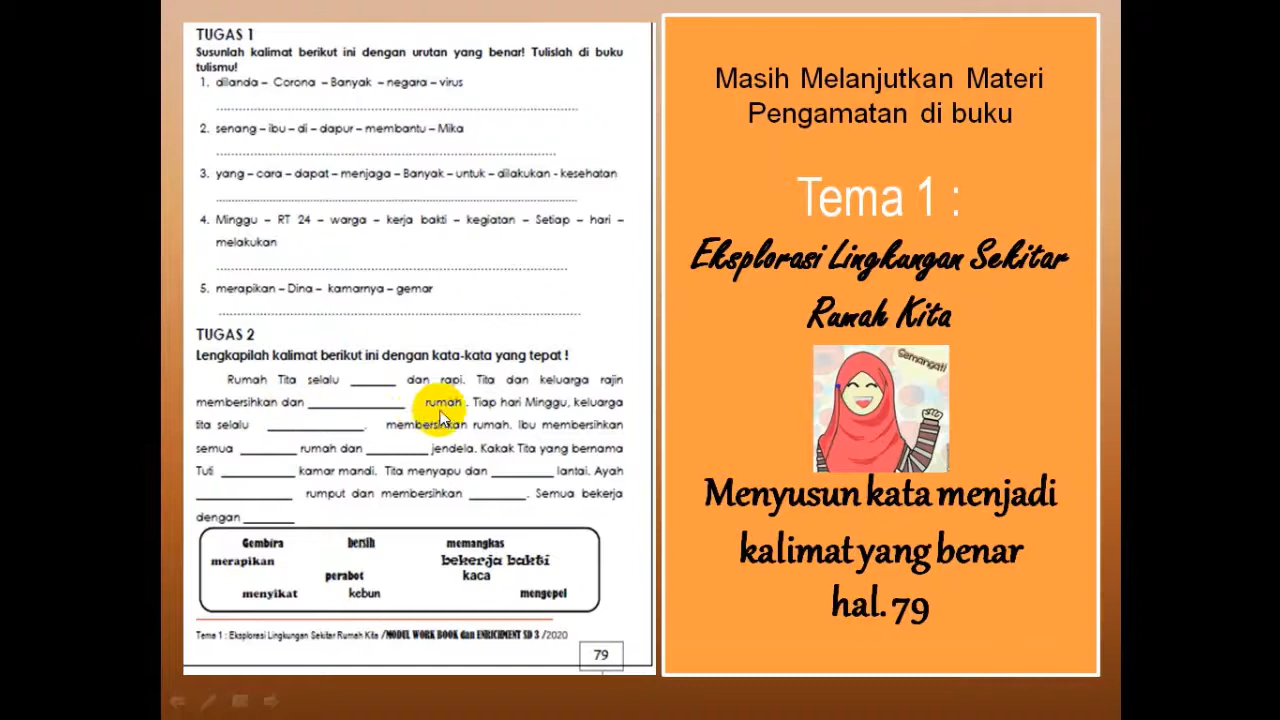 TUGAS 1
Susunlah kalimat berikut ini dengan urutan yang benar! Tulislah di buku
tulismu!
1. dilanda – Corona – Banyak – negara – virus
2. senang – ibu – di – dapur – membantu – Mika
3. yang – cara – dapat – menjaga – Banyak – untuk – dilakukan - kesehatan
4. Minggu – RT 24 – warga – kerja bakti – kegiatan – Setiap – hari –
melakukan
5. merapikan – Dina – kamarnya – gemar
TUGAS 2
Lengkapilah kalimat berikut ini dengan kata-kata yang tepat !
Rumah Tita selalu ______ dan rapi. Tita dan keluarga rajin
membersihkan dan ____________ rumah . Tiap hari Minggu, keluarga
tita selalu ____________. membersihkan rumah. Ibu membersihkan
semua ________ rumah dan ________ jendela. Kakak Tita yang bernama
Tuti __________ kamar mandi. Tita menyapu dan ________ lantai. Ayah
____________ rumput dan membersihkan _______. Semua bekerja
dengan _______
Gembira bersih memangkas
merapikan bekerja bakti
perabot kaca
menyikat kebun mengepel
Tema 1 : Eksplorasi Lingkungan Sekitar Rumah Kita /MODUL WORK BOOK dan ENRICHMENT SD 3 /2020
79
Masih Melanjutkan Materi
Pengamatan di buku
Tema 1 :
Eksplorasi Lingkungan Sekitar
Rumah Kita
Semangat!
Menyusun kata menjadi
kalimat yang benar
hal. 79